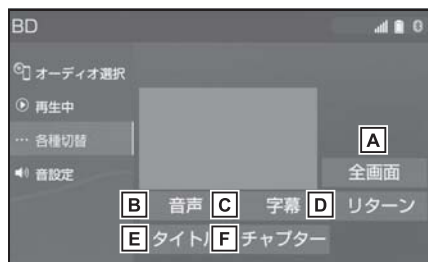 BD
オーディオ選択
再生中
… 各種切替
音設定
A
全画面
B 音声 C 字幕 D リターン
E タイトル F チャプター